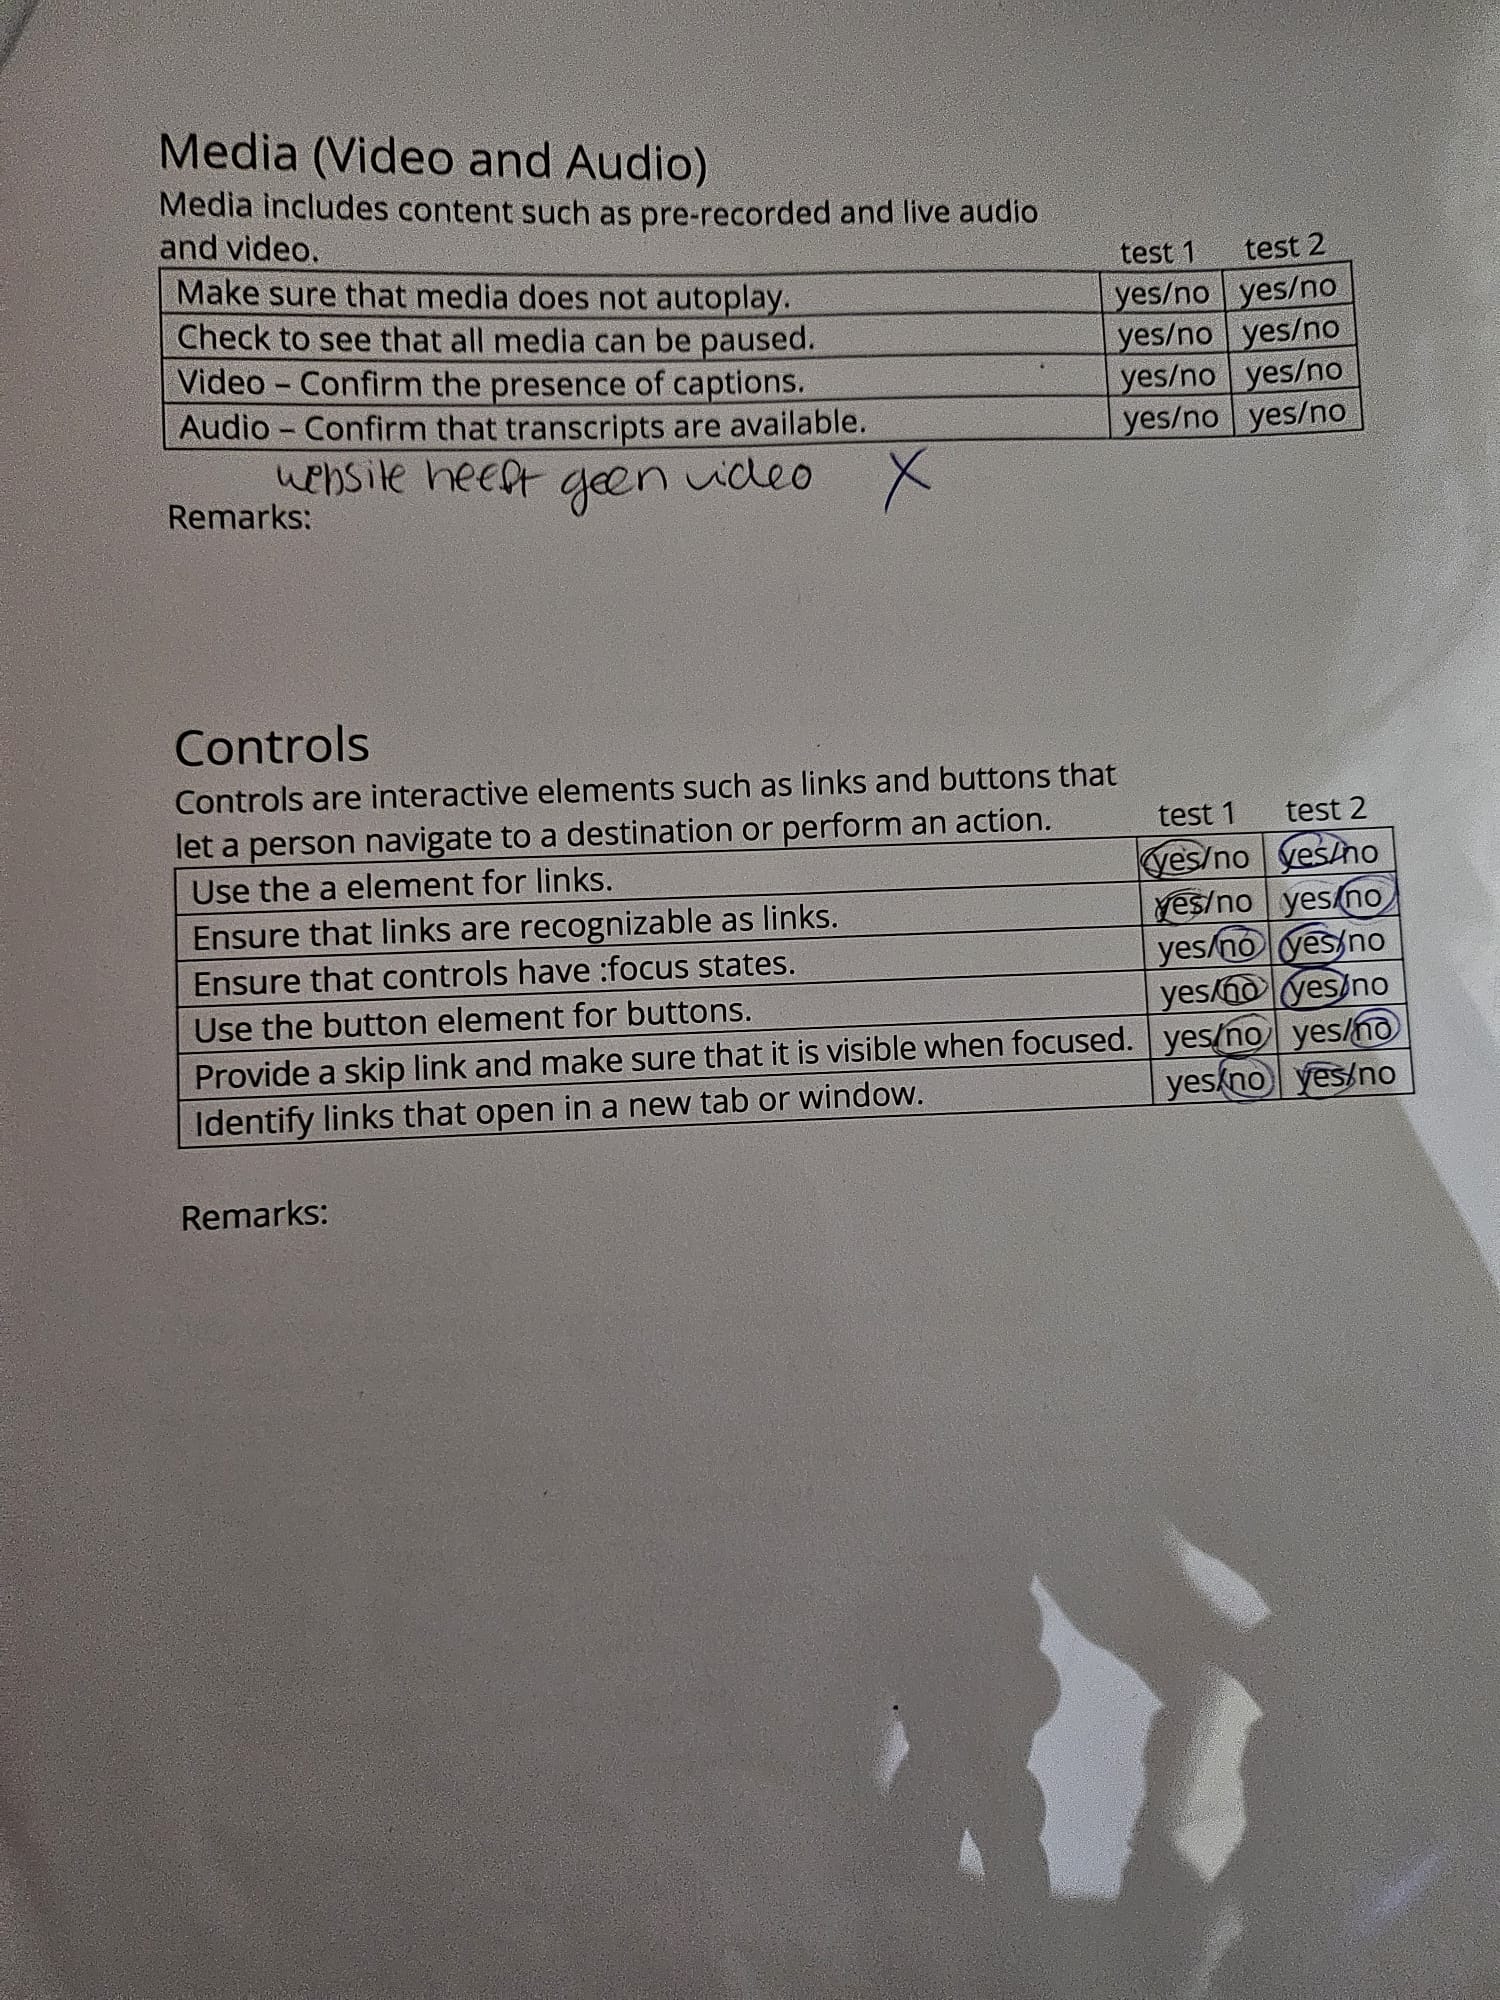 Media (Video and Audio)
Media includes content such as pre-recorded and live audio
and video. test 1 test 2
Make sure that media does not autoplay. yes/no yes/no
Check to see that all media can be paused. yes/no yes/no
Video – Confirm the presence of captions. yes/no yes/no
Audio – Confirm that transcripts are available. yes/no yes/no
website heeft geen video X
Remarks:
Controls
Controls are interactive elements such as links and buttons that
let a person navigate to a destination or perform an action. test 1 test 2
Use the a element for links. yes/no yes/no
Ensure that links are recognizable as links. yes/no yes/no
Ensure that controls have :focus states. yes/no yes/no
Use the button element for buttons. yes/no yes/no
Provide a skip link and make sure that it is visible when focused. yes/no yes/no
Identify links that open in a new tab or window. yes/no yes/no
Remarks: